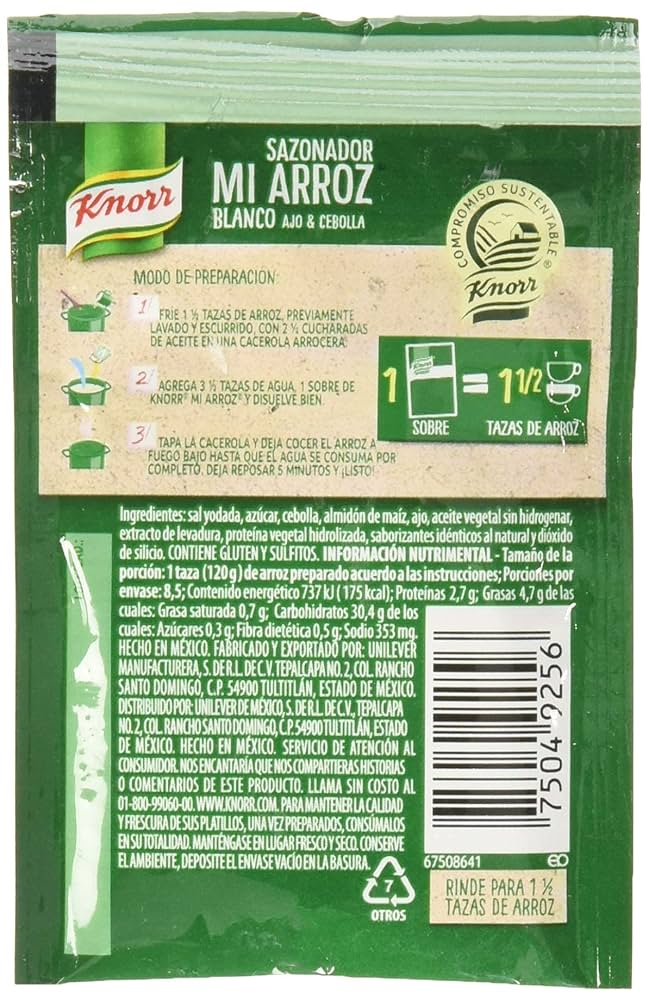 SAZONADOR
MI ARROZ
BLANCO AJO & CEBOLLA
Knorr
COMPROMISO SUSTENTABLE
®
Knorr
MODO DE PREPARACIÓN:
1/ FRÍE 1 ½ TAZAS DE ARROZ, PREVIAMENTE
LAVADO Y ESCURRIDO, CON 2 ½ CUCHARADAS
DE ACEITE EN UNA CACEROLA ARROCERA.
2/ AGREGA 3 ½ TAZAS DE AGUA, 1 SOBRE DE
KNORR® MI ARROZ® Y DISUELVE BIEN.
3/ TAPA LA CACEROLA Y DEJA COCER EL ARROZ A
FUEGO BAJO HASTA QUE EL AGUA SE CONSUMA POR
COMPLETO. DEJA REPOSAR 5 MINUTOS Y ¡LISTO!
1 = 1 1/2
SOBRE TAZAS DE ARROZ
Ingredientes: sal yodada, azúcar, cebolla, almidón de maíz, ajo, aceite vegetal sin hidrogenar,
extracto de levadura, proteína vegetal hidrolizada, saborizantes idénticos al natural y dióxido
de silicio. CONTIENE GLUTEN Y SULFITOS. INFORMACIÓN NUTRIMENTAL - Tamaño de la
porción: 1 taza (120 g) de arroz preparado acuerdo a las instrucciones; Porciones por
envase: 8,5; Contenido energético 737 kJ (175 kcal); Proteínas 2,7 g; Grasas 4,7 g de las
cuales: Grasa saturada 0,7 g; Carbohidratos 30,4 g de los
cuales: Azúcares 0,3 g; Fibra dietética 0,5 g; Sodio 353 mg.
HECHO EN MÉXICO. FABRICADO Y EXPORTADO POR: UNILEVER
MANUFACTURERA, S. DE R.L. DE C.V. TEPALCAPA NO. 2, COL. RANCHO
SANTO DOMINGO, C.P. 54900 TULTITLÁN, ESTADO DE MÉXICO.
DISTRIBUIDO POR: UNILEVER DE MÉXICO, S. DE R.L. DE C.V., TEPALCAPA
NO. 2, COL. RANCHO SANTO DOMINGO, C.P. 54900 TULTITLÁN, ESTADO
DE MÉXICO. HECHO EN MÉXICO. SERVICIO DE ATENCIÓN AL
CONSUMIDOR. NOS ENCANTARÍA QUE NOS COMPARTIERAS HISTORIAS
O COMENTARIOS DE ESTE PRODUCTO. LLAMA SIN COSTO AL
01-800-99060-00. WWW.KNORR.COM. PARA MANTENER LA CALIDAD
Y FRESCURA DE SUS PLATILLOS, UNA VEZ PREPARADOS, CONSÚMALOS
EN SU TOTALIDAD. MANTÉNGASE EN LUGAR FRESCO Y SECO. CONSERVE
EL AMBIENTE, DEPOSITE EL ENVASE VACÍO EN LA BASURA.
7
OTROS
75049256
67508641
RINDE PARA 1 ½
TAZAS DE ARROZ